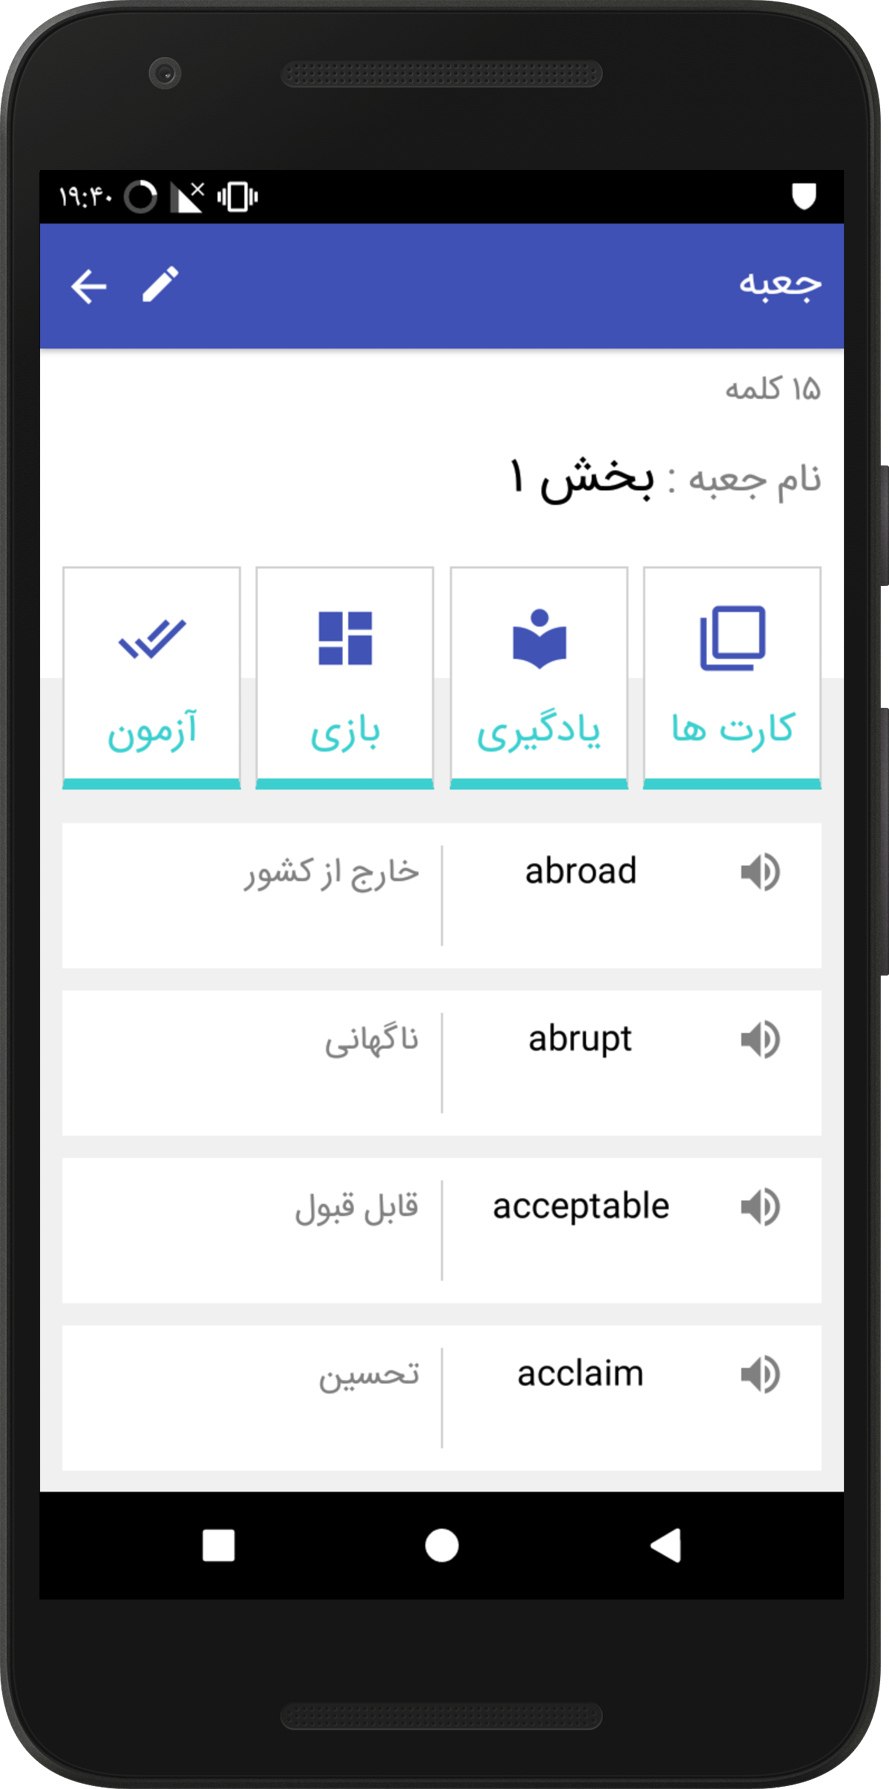 ۱۹:۴۰
جعبه
۱۵ کلمه
نام جعبه : بخش ۱
کارت ها
یادگیری
بازی
آزمون
abroad
خارج از کشور
abrupt
ناگهانی
acceptable
قابل قبول
acclaim
تحسین